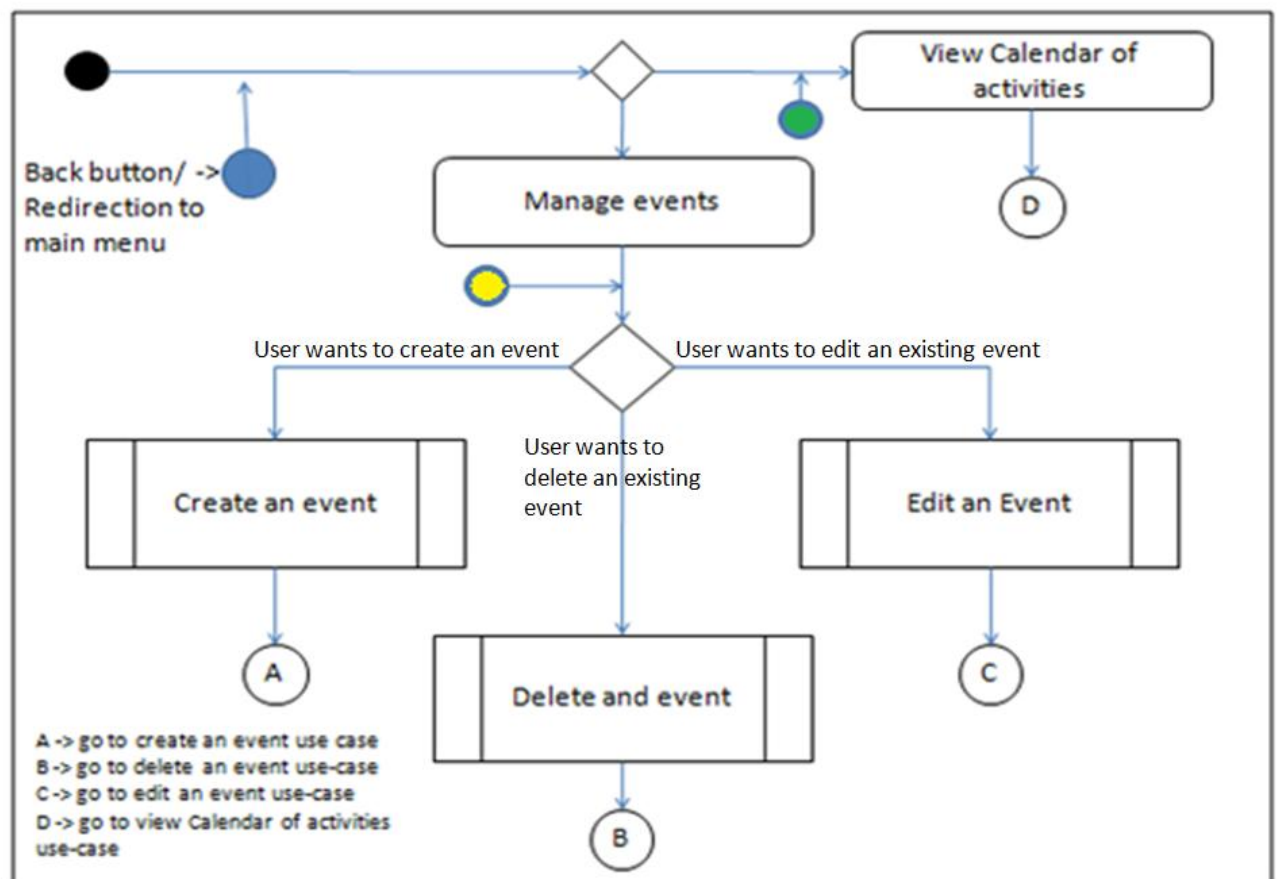 View Calendar of
activities
Back button/ ->
Redirection to
main menu
D
Manage events
User wants to create an event
User wants to edit an existing event
User wants to
delete an existing
event
Create an event
Edit an Event
A
Delete and event
C
A -> go to create an event use case
B -> go to delete an event use-case
C -> go to edit an event use-case
D -> go to view Calendar of activities
use-case
B